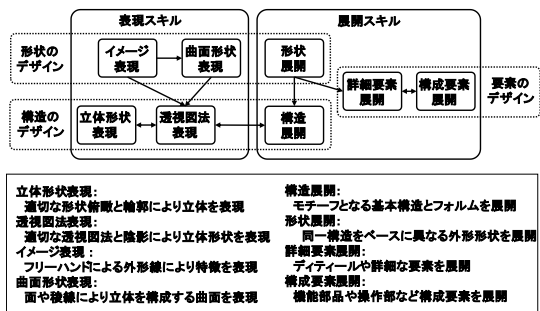 表現スキル
展開スキル
形状の
デザイン
イメージ
表現
曲面形状
表現
形状
展開
詳細要素
展開
構成要素
展開
要素の
デザイン
構造の
デザイン
立体形状
表現
透視図法
表現
構造
展開
立体形状表現:
適切な形状俯瞰と輪郭により立体を表現
透視図法表現:
適切な透視図法と陰影により立体形状を表現
イメージ表現:
フリーハンドによる外形線により特徴を表現
曲面形状表現:
面や稜線により立体を構成する曲面を表現
構造展開:
モチーフとなる基本構造とフォルムを展開
形状展開:
同一構造をベースに異なる外形形状を展開
詳細要素展開:
ディティールや詳細な要素を展開
構成要素展開:
機能部品や操作部など構成要素を展開